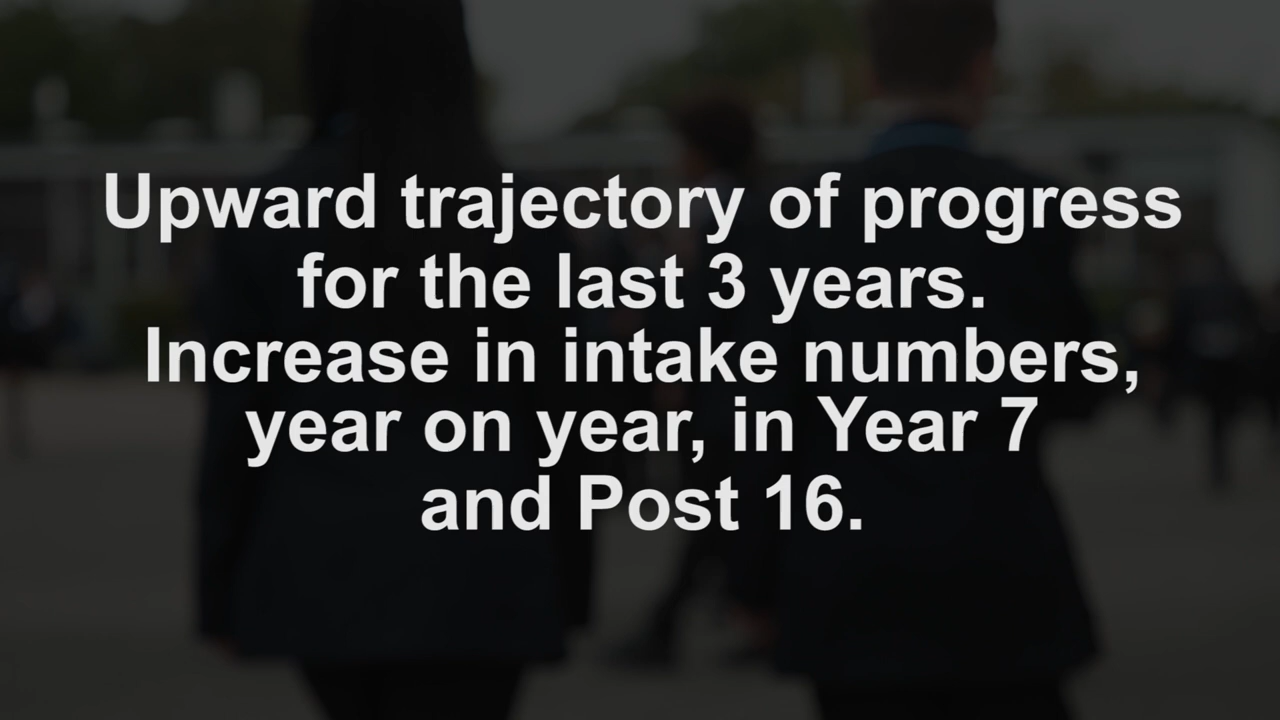 Upward trajectory of progress
for the last 3 years.
Increase in intake numbers,
year on year, in Year 7
and Post 16.